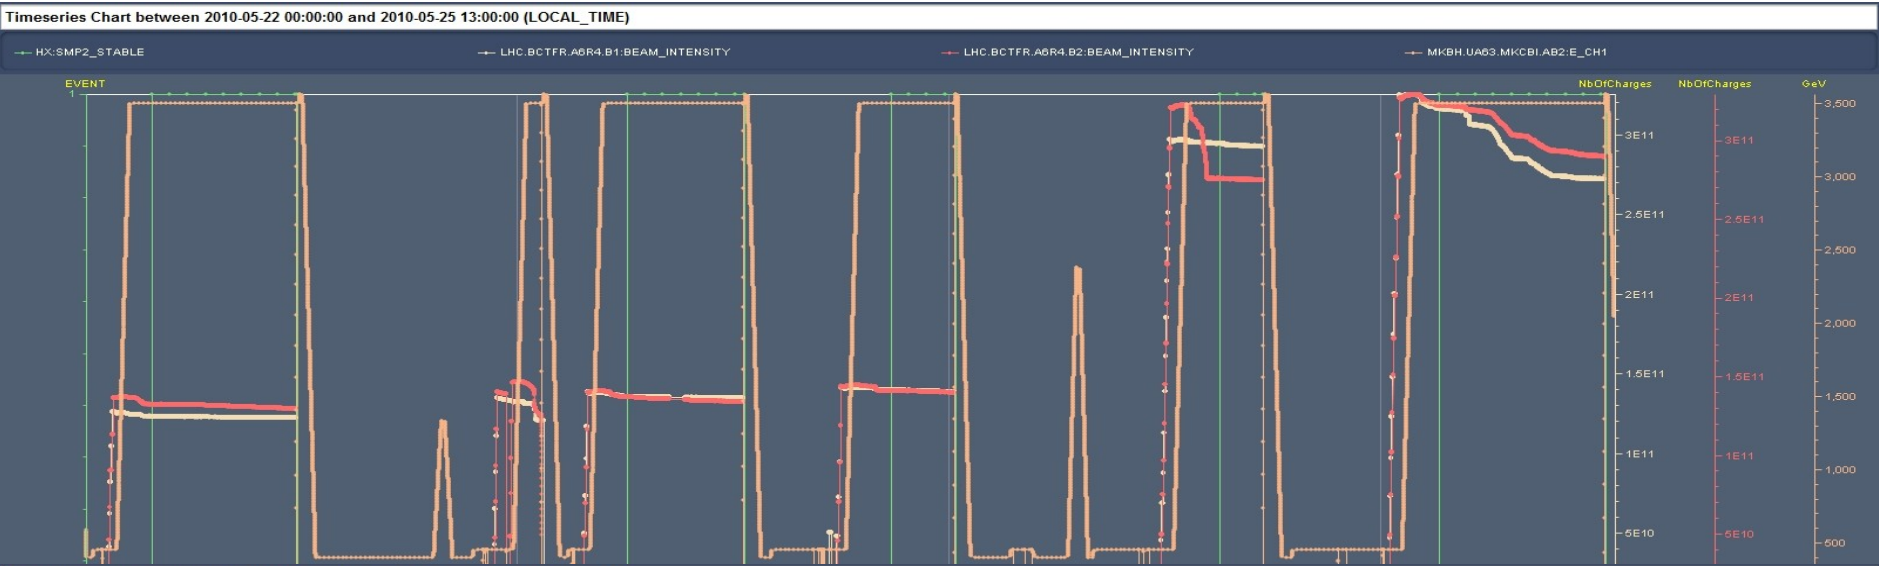 Timeseries Chart between 2010-05-22 00:00:00 and 2010-05-25 13:00:00 (LOCAL_TIME)
HX:SMP2_STABLE LHC.BCTFR.A6R4.B1:BEAM_INTENSITY LHC.BCTFR.A6R4.B2:BEAM_INTENSITY MKBH.UA63.MKCBI.AB2:E_CH1
EVENT NbOfCharges NbOfCharges GeV
1
3,500
3E11 3E11
3,000
2.5E11 2.5E11
2,500
2E11 2E11
2,000
1.5E11 1.5E11
1,500
1E11 1E11
1,000
5E10 5E10
500